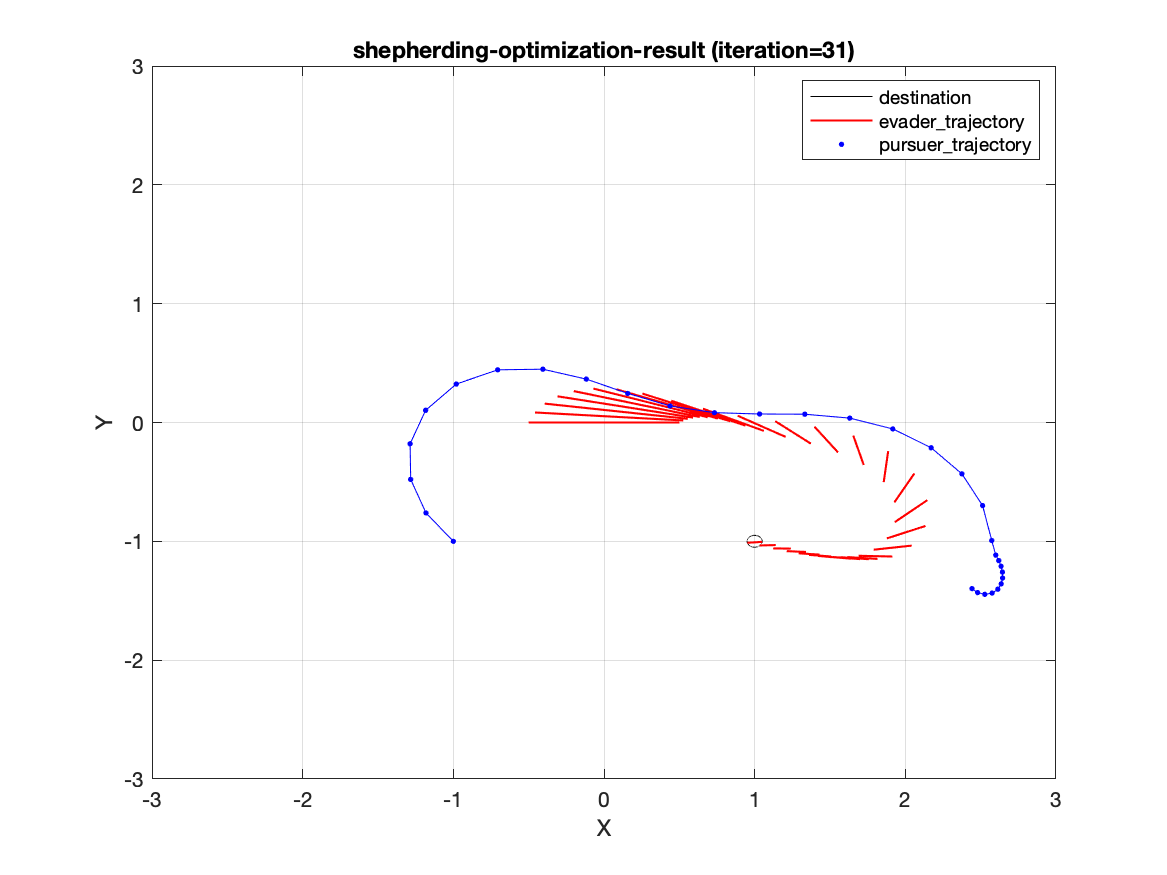 shepherding-optimization-result (iteration=31)
destination
evader_trajectory
pursuer_trajectory
3
2
1
0
-1
-2
-3
Y
-3 -2 -1 0 1 2 3
X